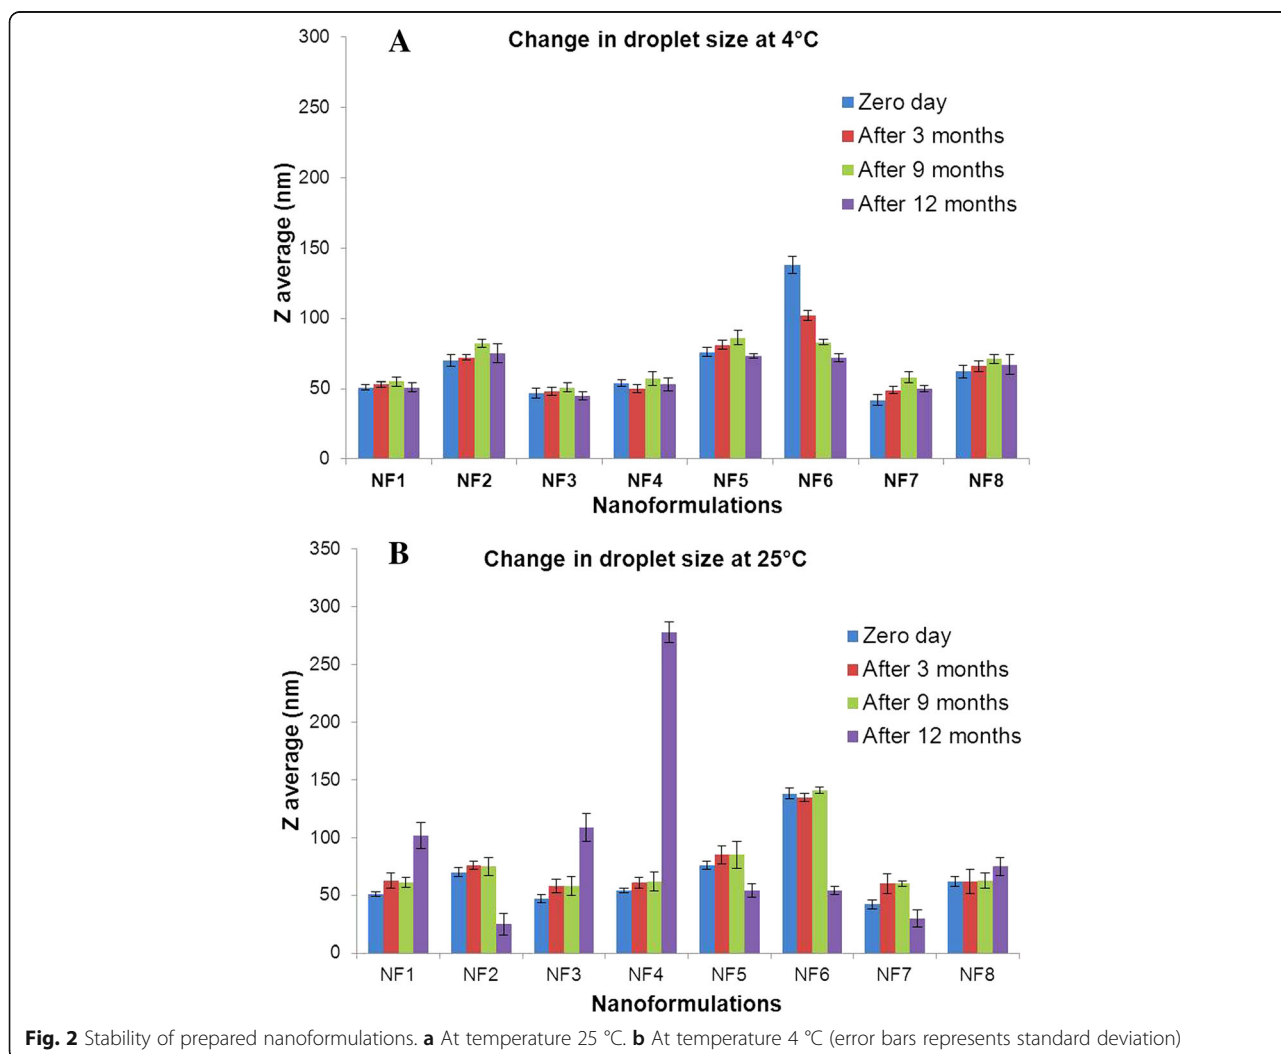 A
Change in droplet size at 4°C
300
250
200
150
100
50
0
Z average (nm)
Zero day
After 3 months
After 9 months
After 12 months
NF1 NF2 NF3 NF4 NF5 NF6 NF7 NF8
Nanoformulations
B
Change in droplet size at 25°C
350
300
250
200
150
100
50
0
Z average (nm)
Zero day
After 3 months
After 9 months
After 12 months
NF1 NF2 NF3 NF4 NF5 NF6 NF7 NF8
Nanoformulations
Fig. 2 Stability of prepared nanoformulations. a At temperature 25 °C. b At temperature 4 °C (error bars represents standard deviation)